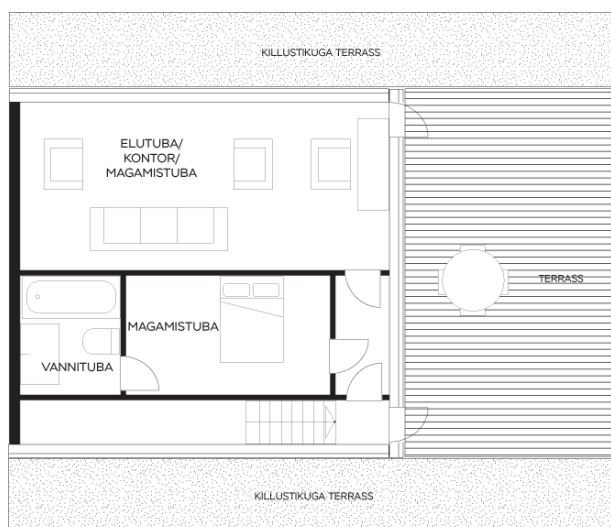 KILLUSTIKUGA TERRASS
ELUTUBA/
KONTOR/
MAGAMISTUBA
TERRASS
MAGAMISTUBA
VANNITUBA
KILLUSTIKUGA TERRASS